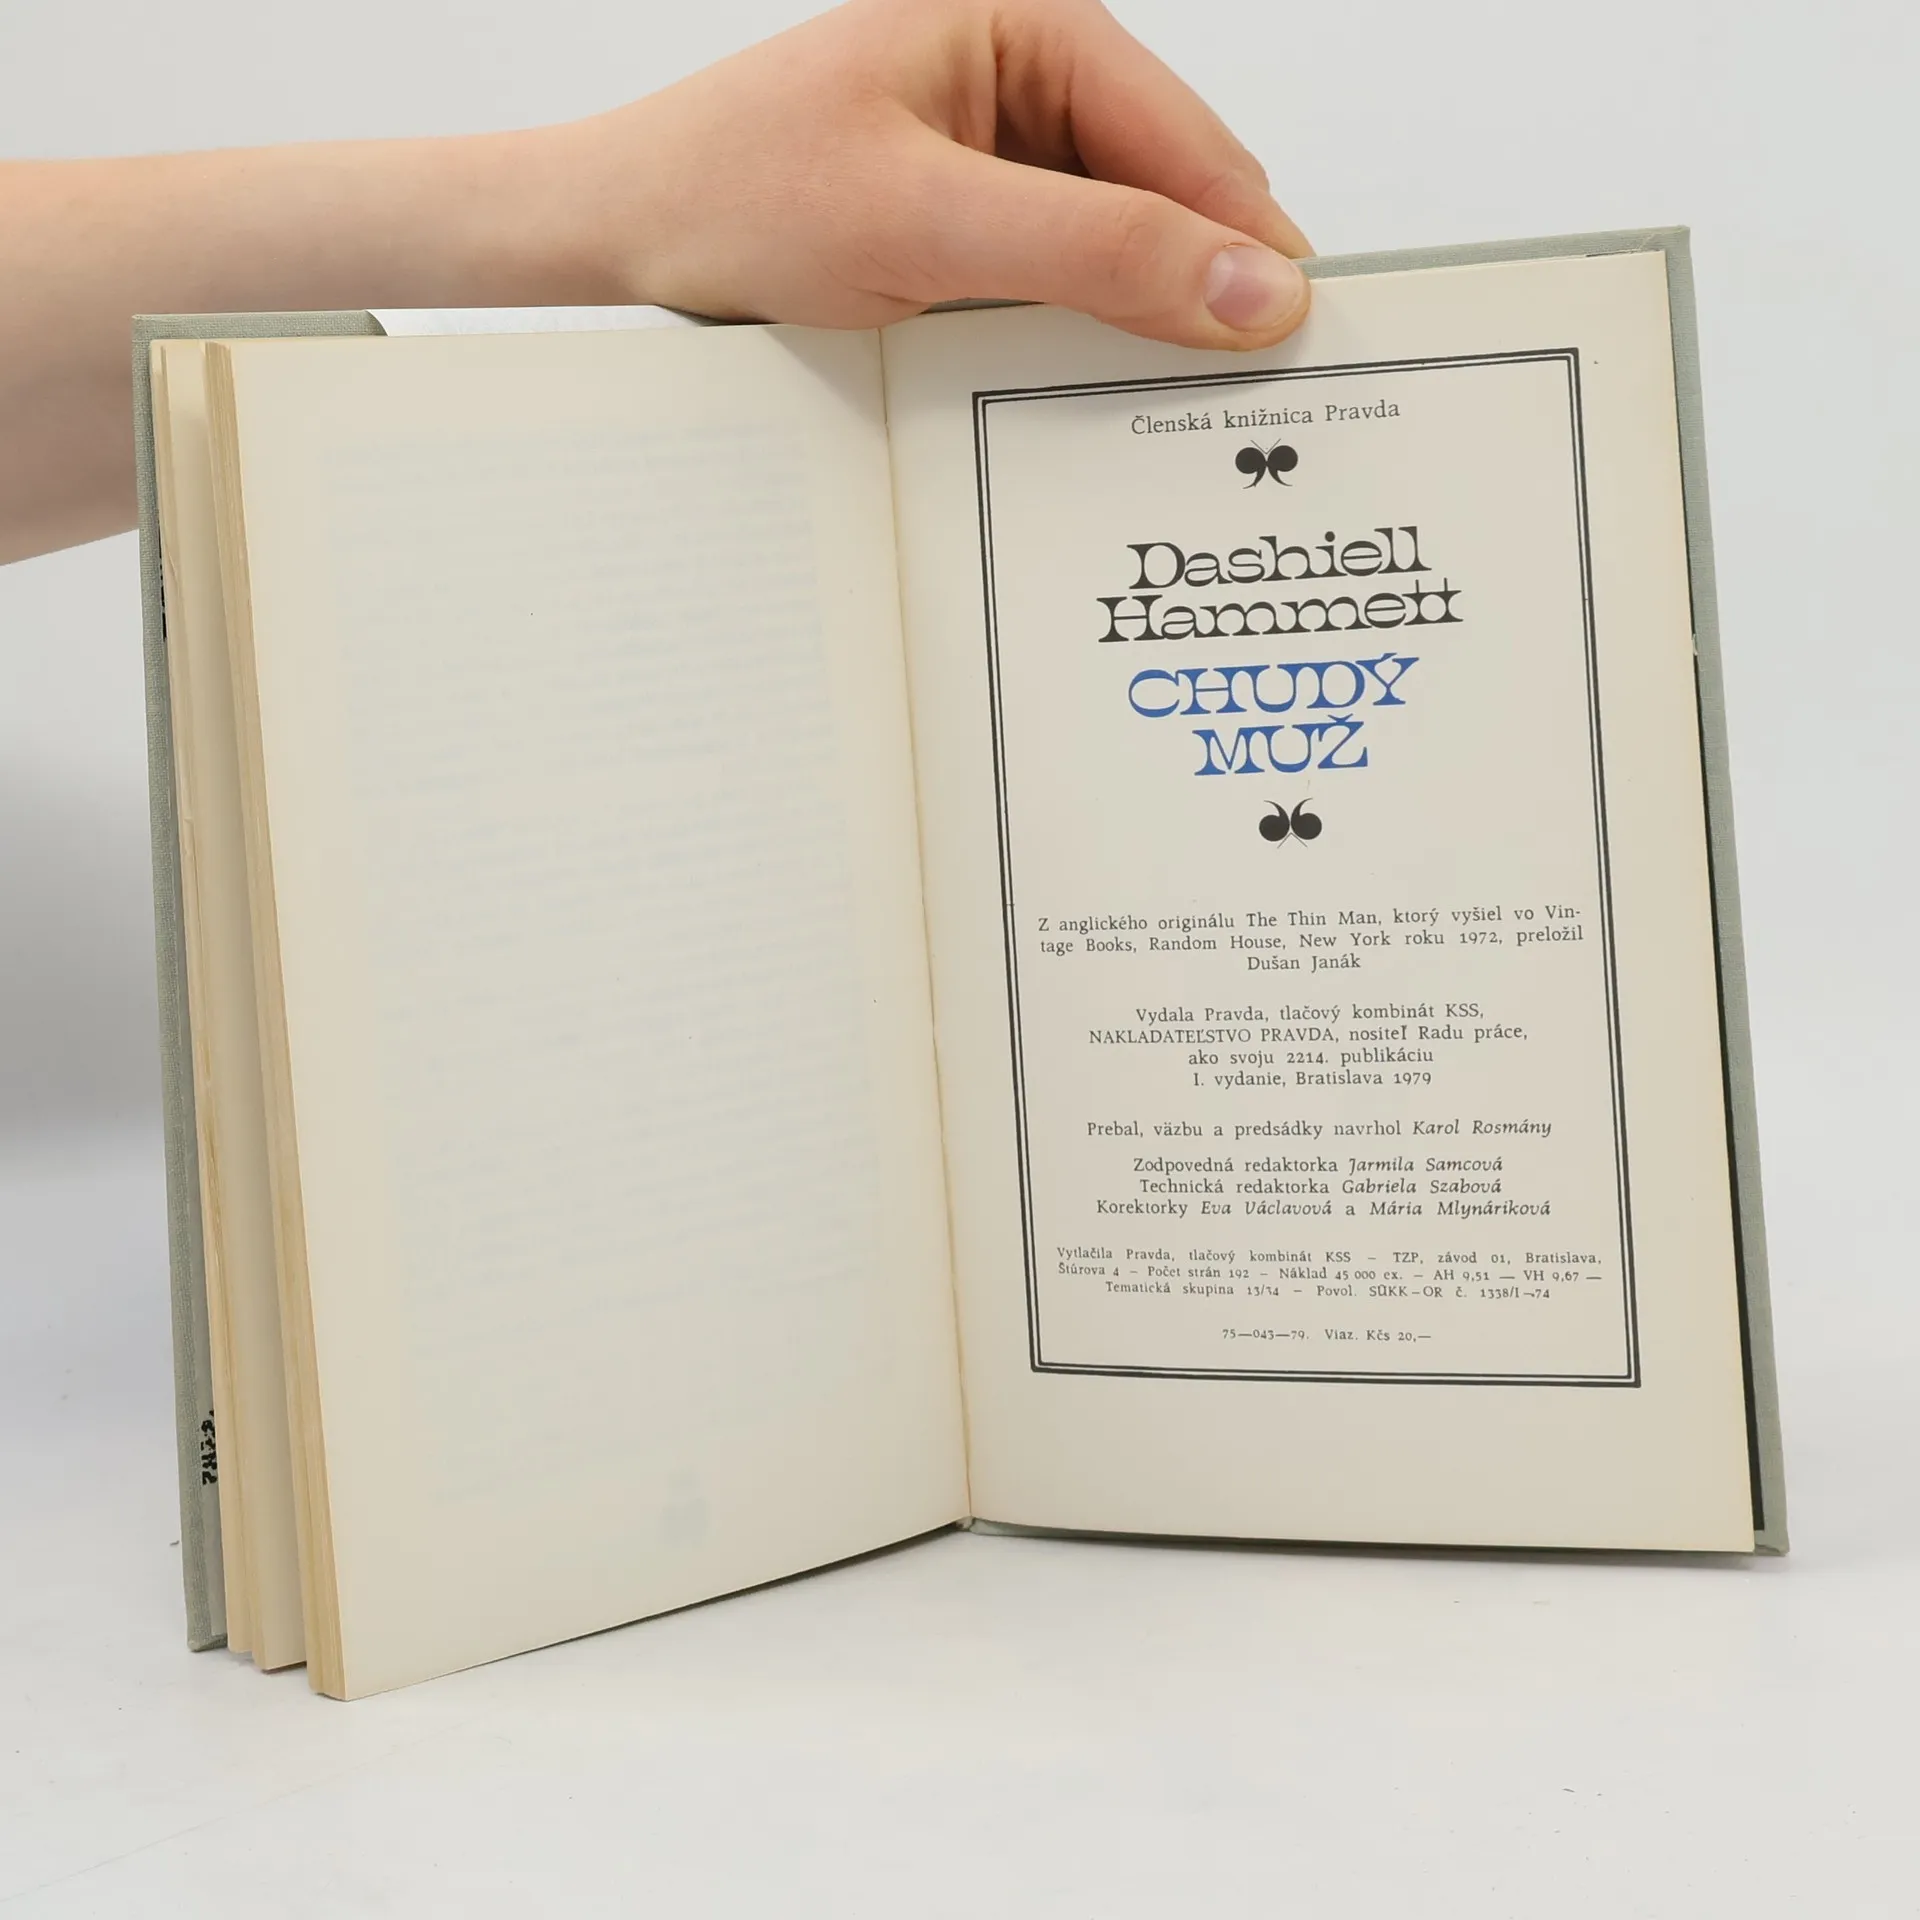 Členská knižnica Pravda
Dashiell
Hammett
CHUDÝ
MUŽ
Z anglického originálu The Thin Man, ktorý vyšiel vo Vin-
tage Books, Random House, New York roku 1972, preložil
Dušan Janák
Vydala Pravda, tlačový kombinát KSS,
NAKLADATEĽSTVO PRAVDA, nositeľ Radu práce,
ako svoju 2214. publikáciu
I. vydanie, Bratislava 1979
Prebal, väzbu a predsádky navrhol Karol Rosmány
Zodpovedná redaktorka Jarmila Samcová
Technická redaktorka Gabriela Szabová
Korektorky Eva Václavová a Mária Mlynáriková
Vytlačila Pravda, tlačový kombinát KSS – TZP, závod 01, Bratislava,
Štúrova 4 – Počet strán 192 – Náklad 45 000 ex. – AH 9,51 — VH 9,67 —
Tematická skupina 13/34 – Povol. SÚKK–OR č. 1338/I–74
75—043—79. Viaz. Kčs 20,—